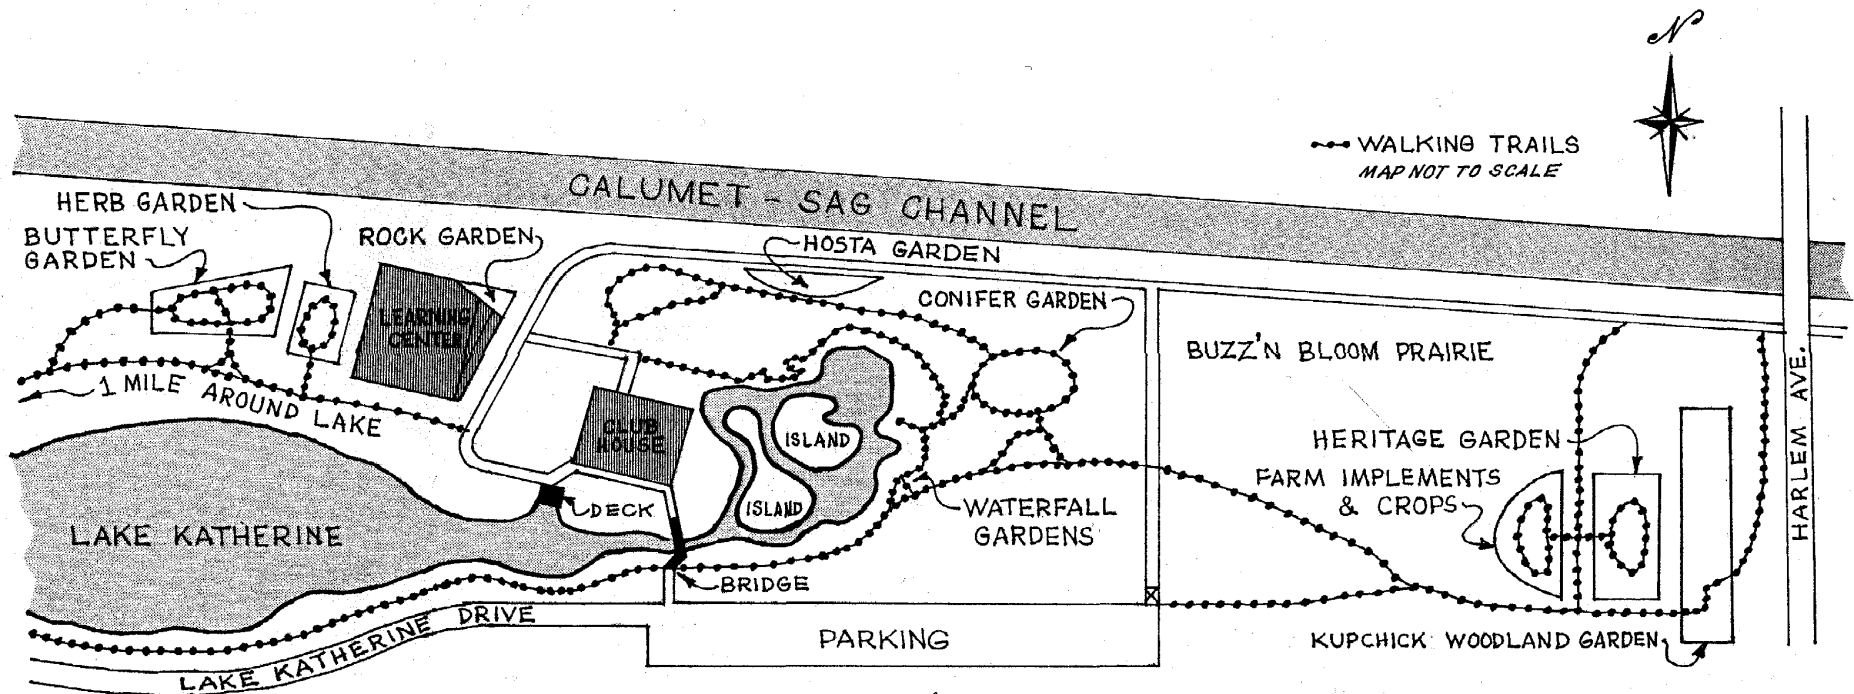 N
WALKING TRAILS
MAP NOT TO SCALE
CALUMET - SAG CHANNEL
HERB GARDEN
BUTTERFLY
GARDEN
ROCK GARDEN
HOSTA GARDEN
CONIFER GARDEN
LEARNING
CENTER
BUZZ'N BLOOM PRAIRIE
HARLEM AVE.
1 MILE AROUND LAKE
CLUB
HOUSE
ISLAND
ISLAND
HERITAGE GARDEN
FARM IMPLEMENTS
& CROPS
DECK
WATERFALL
GARDENS
LAKE KATHERINE
BRIDGE
LAKE KATHERINE DRIVE
PARKING
KUPCHICK WOODLAND GARDEN